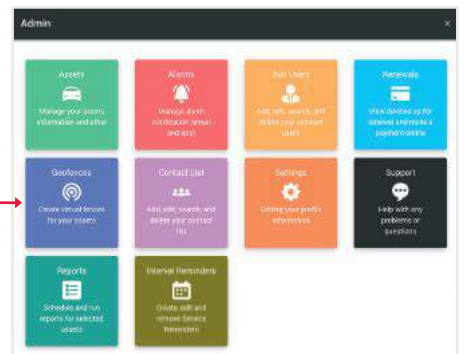 Admin ×
Assets
Manage your assets
information and other
Alarms
Manage alarm
notification (email
and app)
Sub Users
Add, edit, search, and
delete your account
users
Renewals
View devices up for
renewal and make a
payment online
Geofences
Create virtual fences
for your assets
Contact List
Add, edit, search, and
delete your contact
list
Settings
Editing your profile
information
Support
Help with any
problems or
questions
Reports
Schedule and run
reports for selected
assets
Interval Reminders
Create, edit and
remove Service
Reminders